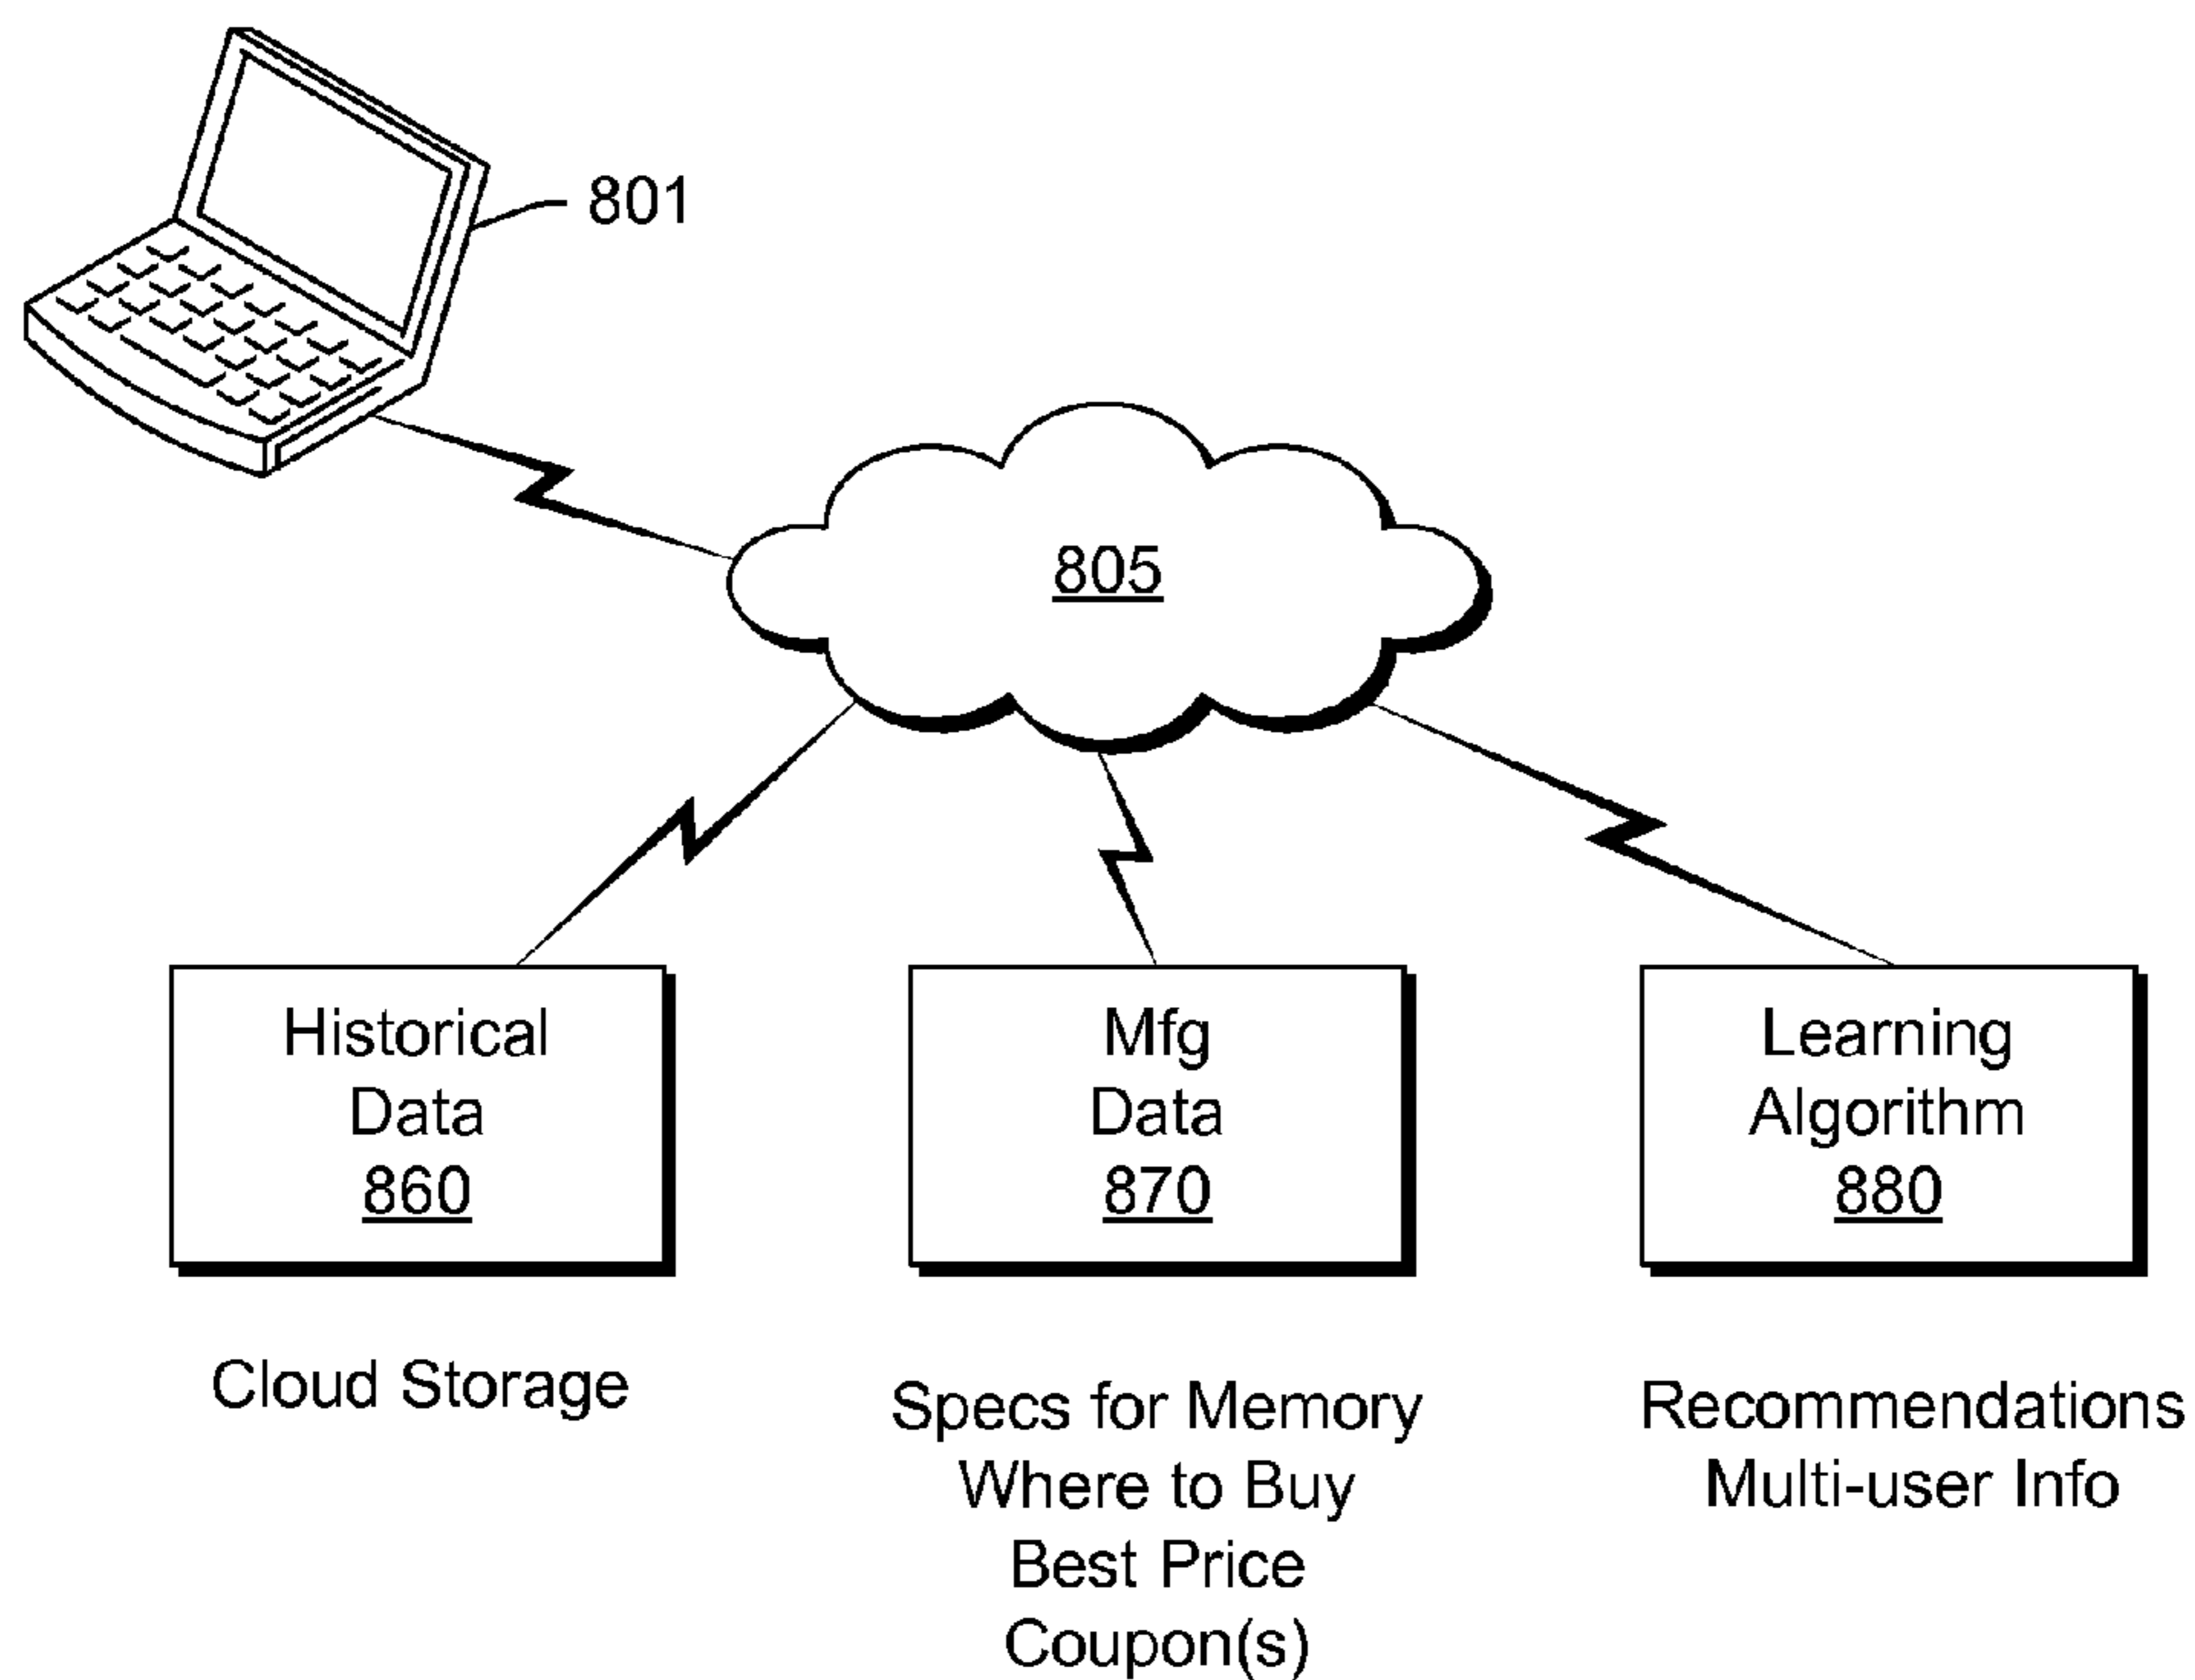 801
805
Historical
Data
860
Mfg
Data
870
Learning
Algorithm
880
Cloud Storage
Specs for Memory
Where to Buy
Best Price
Coupon(s)
Recommendations
Multi-user Info